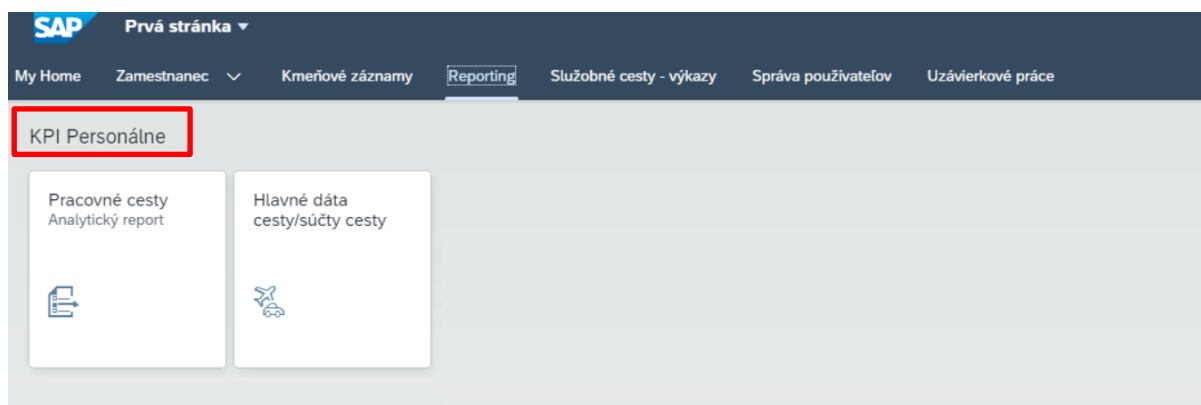 SAP Prvá stránka
My Home Zamestnanec Kmeňové záznamy Reporting Služobné cesty - výkazy Správa používateľov Uzávierkové práce
KPI Personálne
Pracovné cesty
Analytický report
Hlavné dáta
cesty/súčty cesty